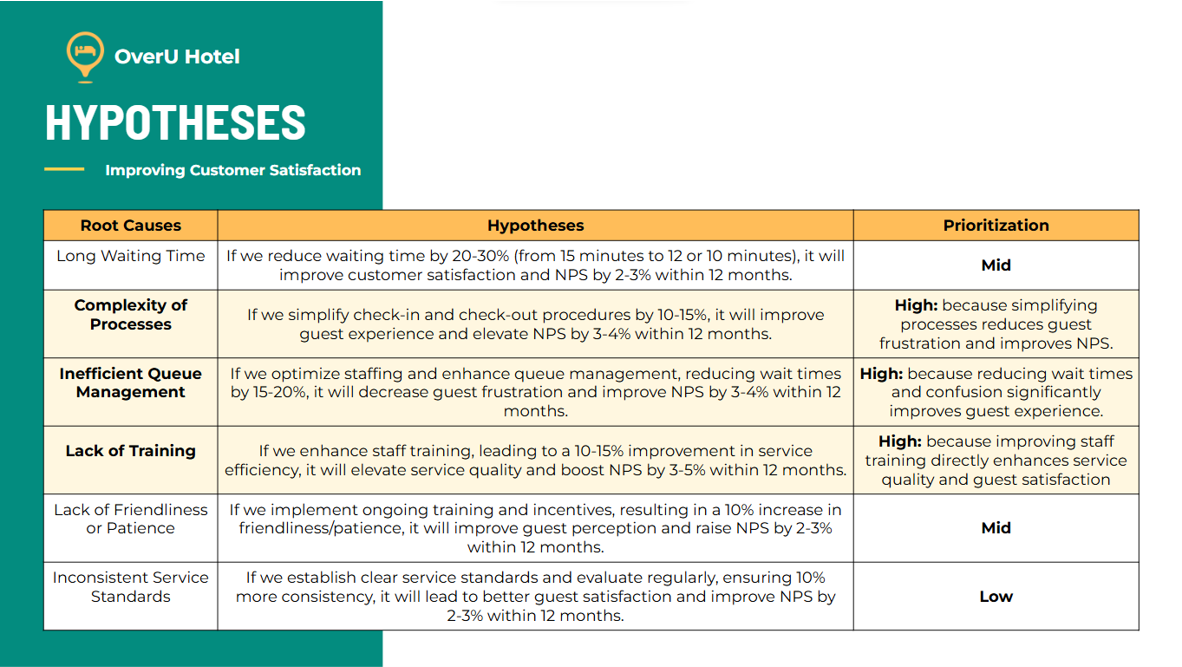 OverU Hotel
HYPOTHESES
Improving Customer Satisfaction
Root Causes
Hypotheses
Prioritization
Long Waiting Time
If we reduce waiting time by 20-30% (from 15 minutes to 12 or 10 minutes), it will
improve customer satisfaction and NPS by 2-3% within 12 months.
Mid
Complexity of
Processes
If we simplify check-in and check-out procedures by 10-15%, it will improve
guest experience and elevate NPS by 3-4% within 12 months.
High: because simplifying
processes reduces guest
frustration and improves NPS.
Inefficient Queue
Management
If we optimize staffing and enhance queue management, reducing wait times
by 15-20%, it will decrease guest frustration and improve NPS by 3-4% within 12
months.
High: because reducing wait times
and confusion significantly
improves guest experience.
Lack of Training
If we enhance staff training, leading to a 10-15% improvement in service
efficiency, it will elevate service quality and boost NPS by 3-5% within 12 months.
High: because improving staff
training directly enhances service
quality and guest satisfaction
Lack of Friendliness
or Patience
If we implement ongoing training and incentives, resulting in a 10% increase in
friendliness/patience, it will improve guest perception and raise NPS by 2-3%
within 12 months.
Mid
Inconsistent Service
Standards
If we establish clear service standards and evaluate regularly, ensuring 10%
more consistency, it will lead to better guest satisfaction and improve NPS by
2-3% within 12 months.
Low